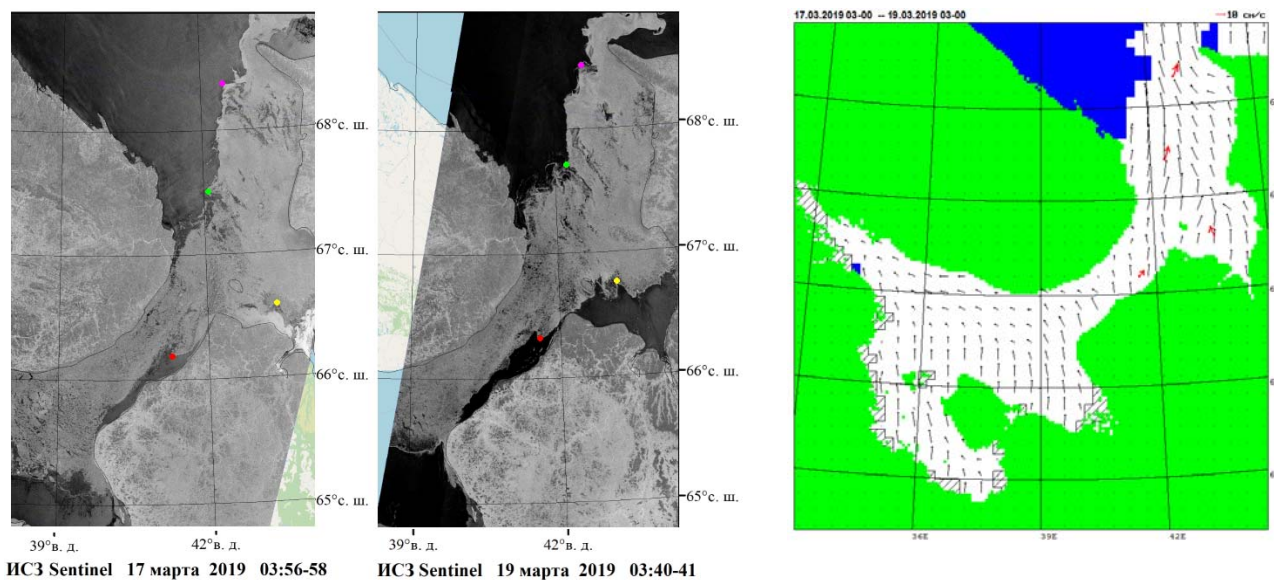 68°с. ш.
67°с. ш.
66°с. ш.
65°с. ш.
39°в. д.
42°в. д.
ИСЗ Sentinel 17 марта 2019 03:56-58
68°с. ш.
67°с. ш.
66°с. ш.
65°с. ш.
39°в. д.
42°в. д.
ИСЗ Sentinel 19 марта 2019 03:40-41
17.03.2019 03-00 -- 19.03.2019 03-00
10 см/с
36E
39E
42E